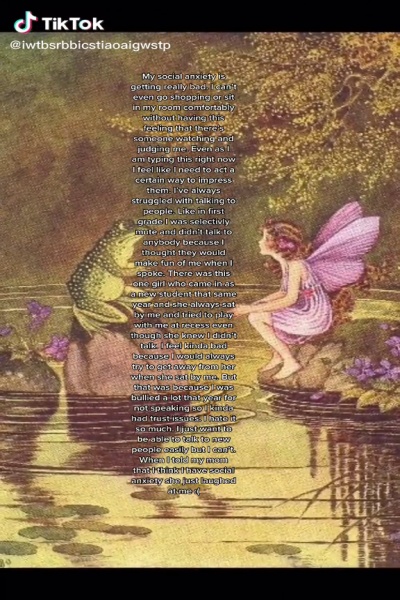 TikTok
@iwtbsrbbicstiaoaigwstp
My social anxiety is
getting really bad. I can't
even go shopping or sit
in my room comfortably
without having this
feeling that there's
someone watching and
judging me. Even as I
am typing this right now
I feel like I need to act a
certain way to impress
them. I've always
struggled with talking to
people. Like in first
grade I was selectivly
mute and didn't talk to
anybody because I
thought they would
make fun of me when I
spoke. There was this
one girl who came in as
a new student that same
year and she always sat
by me and tried to play
with me at recess even
though she knew I didn't
talk. I feel kinda bad
because I would always
try to get away from her
when she sat by me. But
that was because I was
bullied a lot that year for
not speaking so I kinda
had trust issues. I hate it
so much. I just want to
be able to talk to new
people easily but I can't.
When I told my mom
that I think I have social
anxiety she just laughed
at me :(